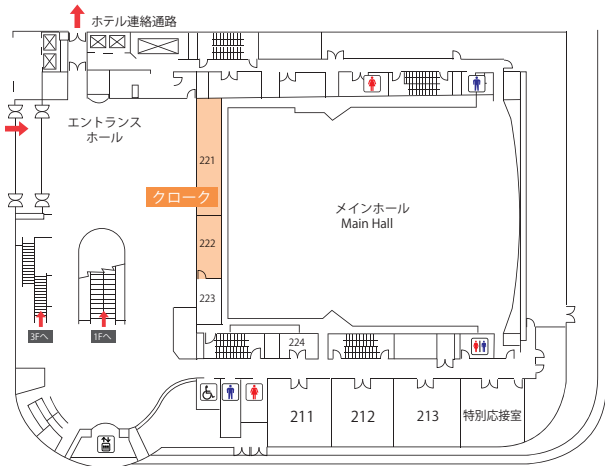 ホテル連絡通路
エントランス
ホール
221
クローク
メインホール
Main Hall
222
223
3Fへ
1Fへ
224
211
212
213
特別応接室